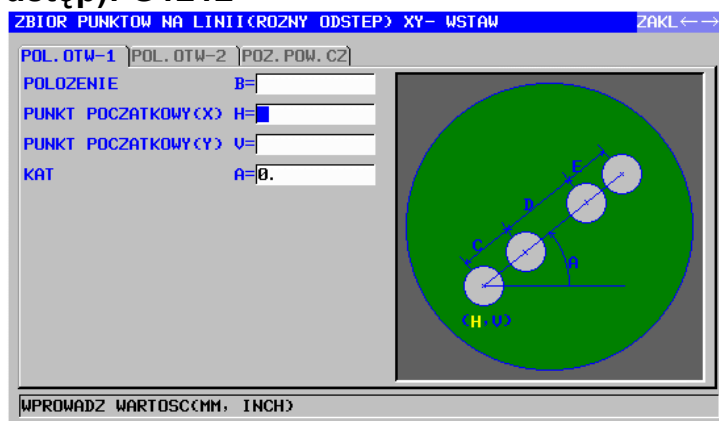 ZBIOR PUNKTOW NA LINII(ROZNY ODSTEP) XY- WSTAW ZAKL←→
POL.OTW-1 POL.OTW-2 POZ.POW.CZ
POLOZENIE B=
PUNKT POCZATKOWY(X) H=
PUNKT POCZATKOWY(Y) V=
KAT A=0.
E
D
C
A
(H,V)
WPROWADZ WARTOSC(MM, INCH)